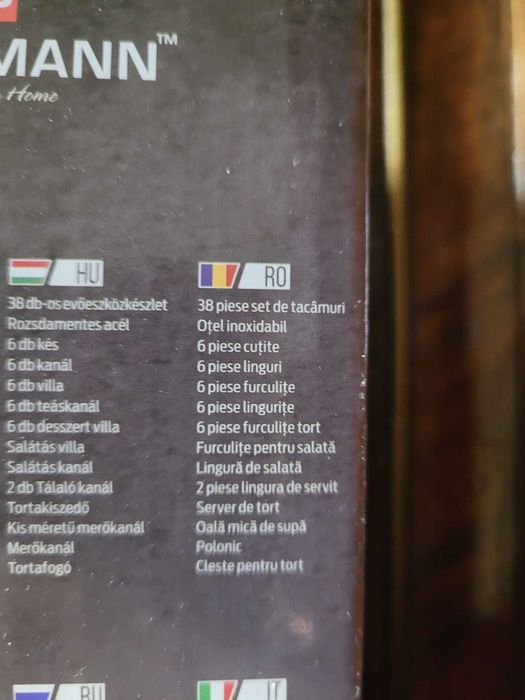 MANN™
Home
HU
38 db-os evőeszközkészlet
Rozsdamentes acél
6 db kés
6 db kanál
6 db villa
6 db teáskanál
6 db desszert villa
Salátás villa
Salátás kanál
2 db Tálaló kanál
Tortakiszedő
Kis méretű merőkanál
Merőkanál
Tortafogó
RO
38 piese set de tacâmuri
Oțel inoxidabil
6 piese cuțite
6 piese linguri
6 piese furculițe
6 piese lingurițe
6 piese furculițe tort
Furculițe pentru salată
Lingură de salată
2 piese lingura de servit
Server de tort
Oală mică de supă
Polonic
Cleste pentru tort
RU
IT